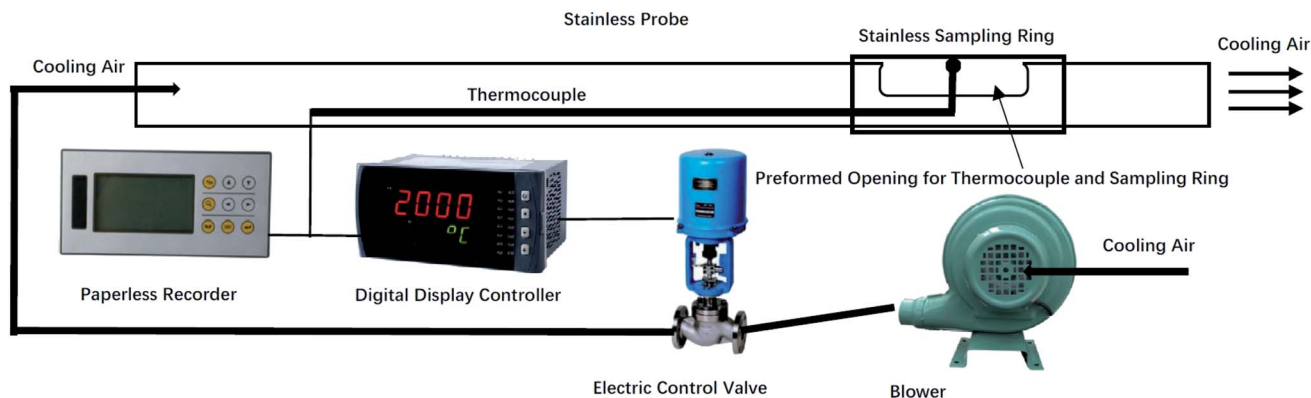 Stainless Probe
Stainless Sampling Ring
Cooling Air
Cooling Air
Thermocouple
Preformed Opening for Thermocouple and Sampling Ring
2000
°C
Cooling Air
Paperless Recorder
Digital Display Controller
Electric Control Valve
Blower